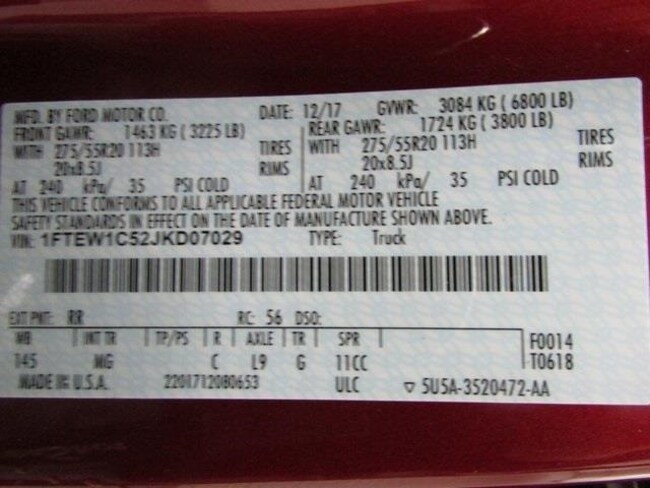 MFD. BY FORD MOTOR CO. DATE: 12/17 GVWR: 3084 KG ( 6800 LB)
FRONT GAWR: 1463 KG ( 3225 LB) REAR GAWR: 1724 KG ( 3800 LB)
WITH 275/55R20 113H TIRES WITH 275/55R20 113H TIRES
20x8.5J RIMS 20x8.5J RIMS
AT 240 kPa/ 35 PSI COLD AT 240 kPa/ 35 PSI COLD
THIS VEHICLE CONFORMS TO ALL APPLICABLE FEDERAL MOTOR VEHICLE
SAFETY STANDARDS IN EFFECT ON THE DATE OF MANUFACTURE SHOWN ABOVE.
VIN: 1FTEW1C52JKD07029 TYPE: Truck
EXT PNT: RR RC: 56 DSO:
WB INT TR TP/PS R AXLE TR SPR F0014
145 MG C L9 G 11CC T0618
MADE IN U.S.A. 2201712080653 ULC ▽ 5U5A-3520472-AA